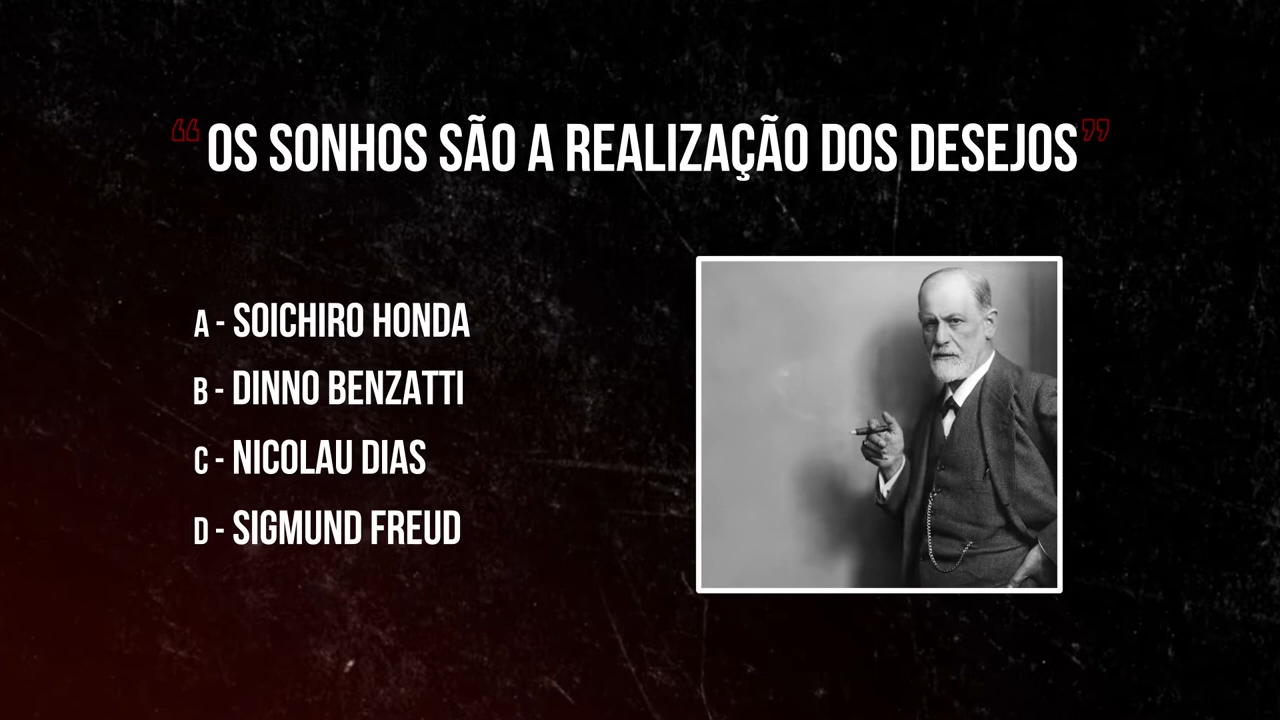 “OS SONHOS SÃO A REALIZAÇÃO DOS DESEJOS”
A - SOICHIRO HONDA
B - DINNO BENZATTI
C - NICOLAU DIAS
D - SIGMUND FREUD